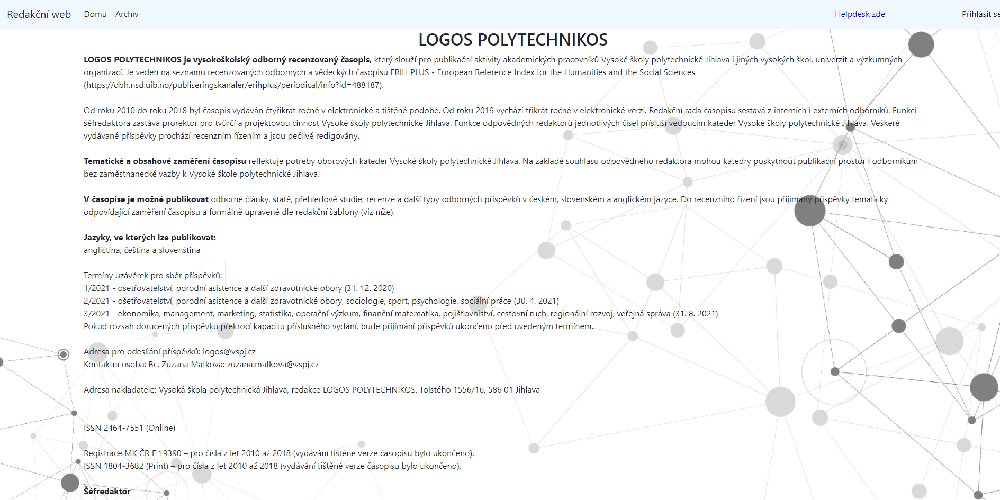 Redakční web Domů Archív Helpdesk zde Přihlásit se
LOGOS POLYTECHNIKOS
LOGOS POLYTECHNIKOS je vysokoškolský odborný recenzovaný časopis, který slouží pro publikační aktivity akademických pracovníků Vysoké školy polytechnické Jihlava i jiných vysokých škol, univerzit a výzkumných
organizací. Je veden na seznamu recenzovaných odborných a vědeckých časopisů ERIH PLUS - European Reference Index for the Humanities and the Social Sciences
(https://dbh.nsd.uib.no/publiseringskanaler/erihplus/periodical/info?id=488187).
Od roku 2010 do roku 2018 byl časopis vydáván čtyřikrát ročně v elektronické a tištěné podobě. Od roku 2019 vychází třikrát ročně v elektronické verzi. Redakční rada časopisu sestává z interních i externích odborníků. Funkci
šéfredaktora zastává prorektor pro tvůrčí a projektovou činnost Vysoké školy polytechnické Jihlava. Funkce odpovědných redaktorů jednotlivých čísel přísluší vedoucím kateder Vysoké školy polytechnické Jihlava. Veškeré
vydávané příspěvky prochází recenzním řízením a jsou pečlivě redigovány.
Tematické a obsahové zaměření časopisu reflektuje potřeby oborových kateder Vysoké školy polytechnické Jihlava. Na základě souhlasu odpovědného redaktora mohou katedry poskytnout publikační prostor i odborníkům
bez zaměstnanecké vazby k Vysoké škole polytechnické Jihlava.
V časopise je možné publikovat odborné články, statě, přehledové studie, recenze a další typy odborných příspěvků v českém, slovenském a anglickém jazyce. Do recenzního řízení jsou přijímány příspěvky tematicky
odpovídající zaměření časopisu a formálně upravené dle redakční šablony (viz níže).
Jazyky, ve kterých lze publikovat:
angličtina, čeština a slovenština
Termíny uzávěrek pro sběr příspěvků:
1/2021 - ošetřovatelství, porodní asistence a další zdravotnické obory (31. 12. 2020)
2/2021 - ošetřovatelství, porodní asistence a další zdravotnické obory, sociologie, sport, psychologie, sociální práce (30. 4. 2021)
3/2021 - ekonomika, management, marketing, statistika, operační výzkum, finanční matematika, pojišťovniství, cestovní ruch, regionální rozvoj, veřejná správa (31. 8. 2021)
Pokud rozsah doručených příspěvků překročí kapacitu příslušného vydání, bude přijímání příspěvků ukončeno před uvedeným termínem.
Adresa pro odesílání příspěvků: logos@vspj.cz
Kontaktní osoba: Bc. Zuzana Mafková: zuzana.mafkova@vspj.cz
Adresa nakladatele: Vysoká škola polytechnická Jihlava, redakce LOGOS POLYTECHNIKOS, Tolstého 1556/16, 586 01 Jihlava
ISSN 2464-7551 (Online)
Registrace MK ČR E 19390 – pro čísla z let 2010 až 2018 (vydávání tištěné verze časopisu bylo ukončeno).
ISSN 1804-3682 (Print) – pro čísla z let 2010 až 2018 (vydávání tištěné verze časopisu bylo ukončeno).
Šéfredaktor